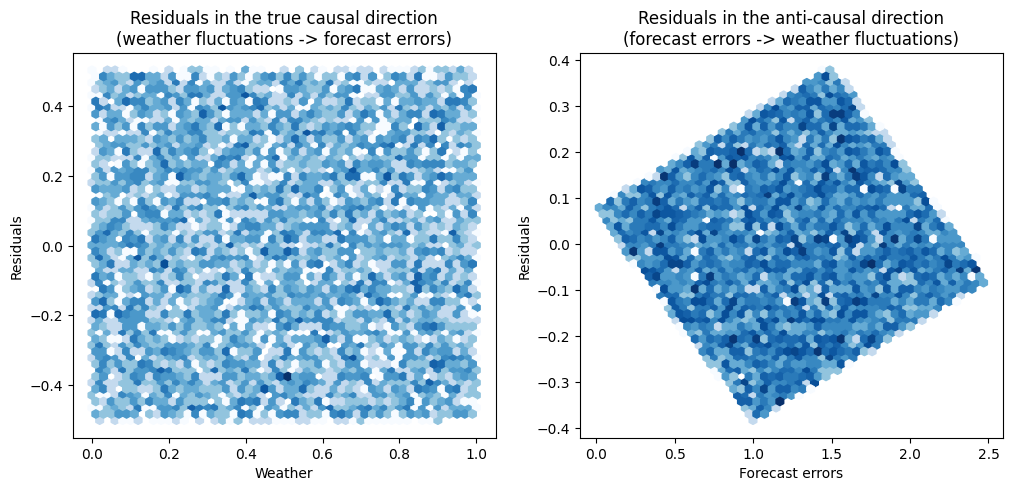 Residuals in the true causal direction
(weather fluctuations -> forecast errors)
0.4
0.2
0.0
−0.2
−0.4
Residuals
0.0 0.2 0.4 0.6 0.8 1.0
Weather
Residuals in the anti-causal direction
(forecast errors -> weather fluctuations)
0.4
0.3
0.2
0.1
0.0
−0.1
−0.2
−0.3
−0.4
Residuals
0.0 0.5 1.0 1.5 2.0 2.5
Forecast errors